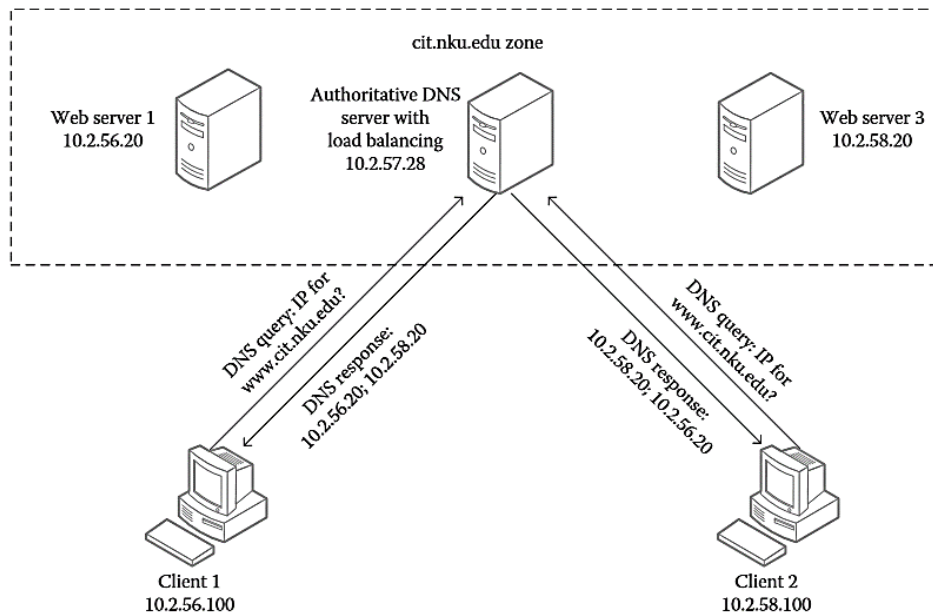 cit.nku.edu zone
Web server 1
10.2.56.20
Authoritative DNS
server with
load balancing
10.2.57.28
Web server 3
10.2.58.20
DNS query: IP for
www.cit.nku.edu?
DNS response:
10.2.56.20; 10.2.58.20
DNS response:
10.2.58.20; 10.2.56.20
DNS query: IP for
www.cit.nku.edu?
Client 1
10.2.56.100
Client 2
10.2.58.100